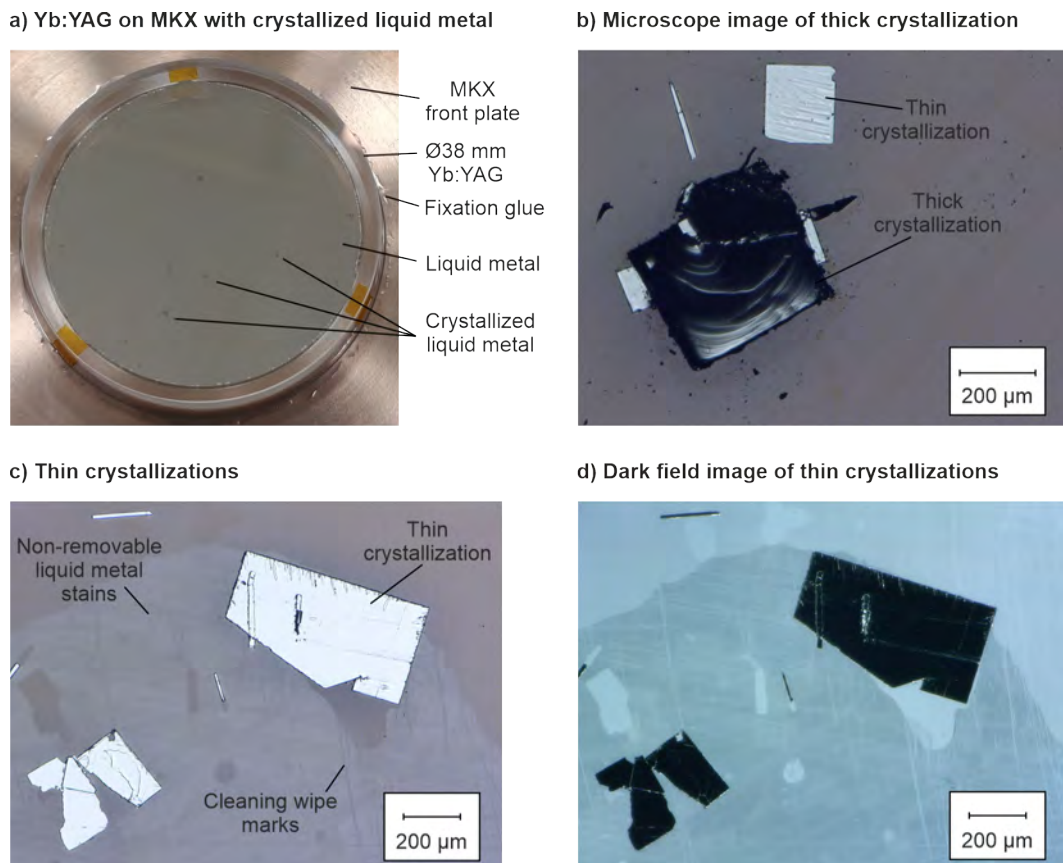 a) Yb:YAG on MKX with crystallized liquid metal
MKX
front plate
Ø38 mm
Yb:YAG
Fixation glue
Liquid metal
Crystallized
liquid metal
b) Microscope image of thick crystallization
Thin
crystallization
Thick
crystallization
200 µm
c) Thin crystallizations
Non-removable
liquid metal
stains
Thin
crystallization
Cleaning wipe
marks
200 µm
d) Dark field image of thin crystallizations
200 µm